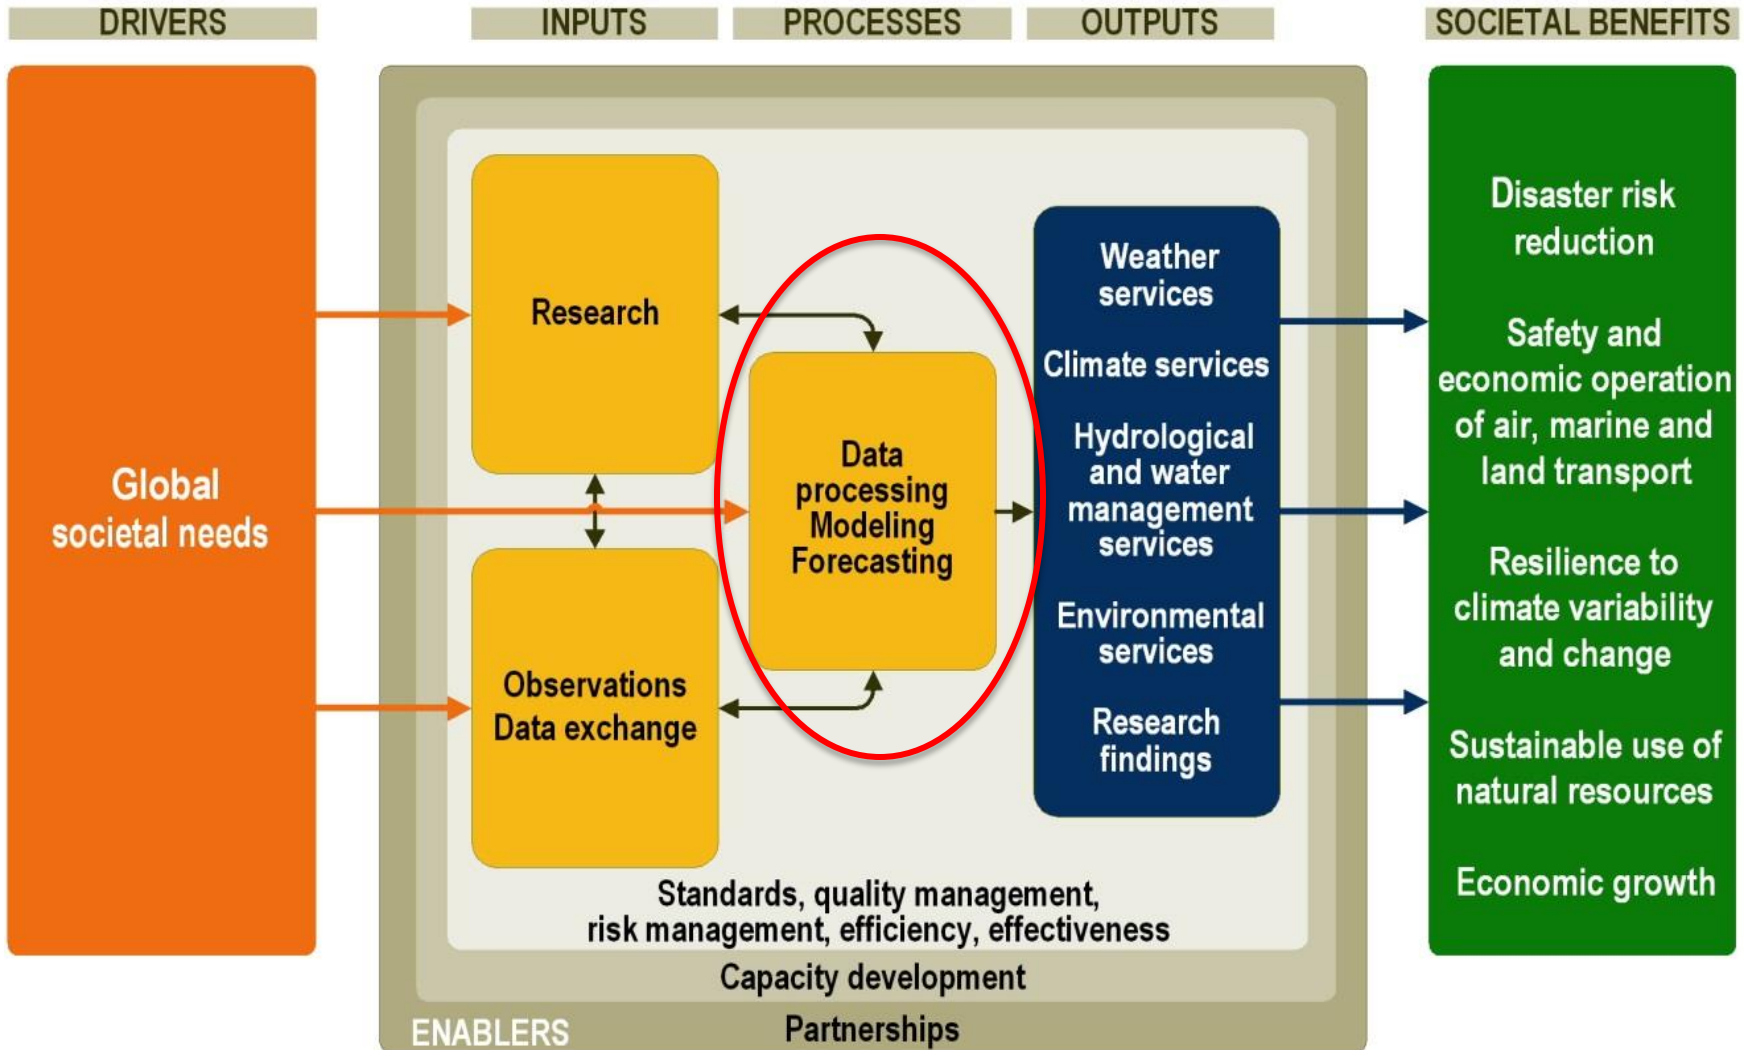 DRIVERS
INPUTS
PROCESSES
OUTPUTS
SOCIETAL BENEFITS
Global
societal needs
Research
Observations
Data exchange
Data
processing
Modeling
Forecasting
Weather
services
Climate services
Hydrological
and water
management
services
Environmental
services
Research
findings
Disaster risk
reduction
Safety and
economic operation
of air, marine and
land transport
Resilience to
climate variability
and change
Sustainable use of
natural resources
Economic growth
Standards, quality management,
risk management, efficiency, effectiveness
Capacity development
ENABLERS
Partnerships